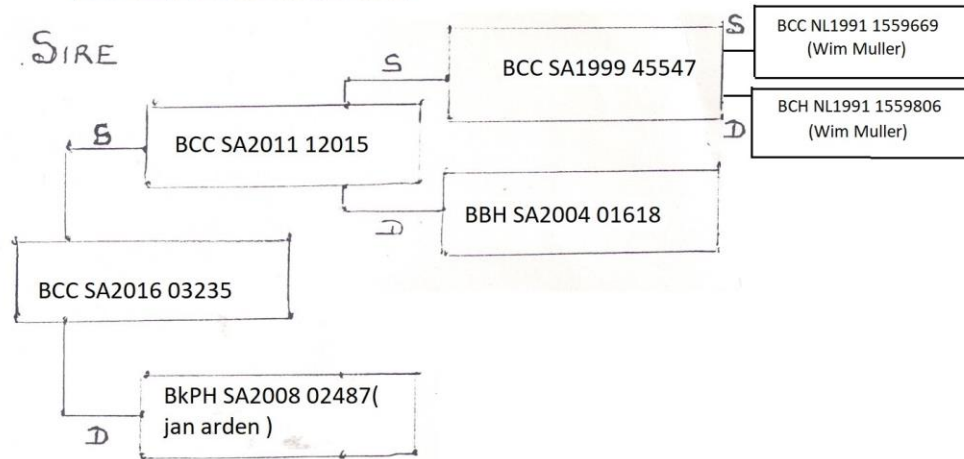 SIRE
S
BCC NL1991 1559669
(Wim Muller)
S
BCC SA1999 45547
BCH NL1991 1559806
(Wim Muller)
D
S
BCC SA2011 12015
D
BBH SA2004 01618
BCC SA2016 03235
BkPH SA2008 02487(
jan arden )
D